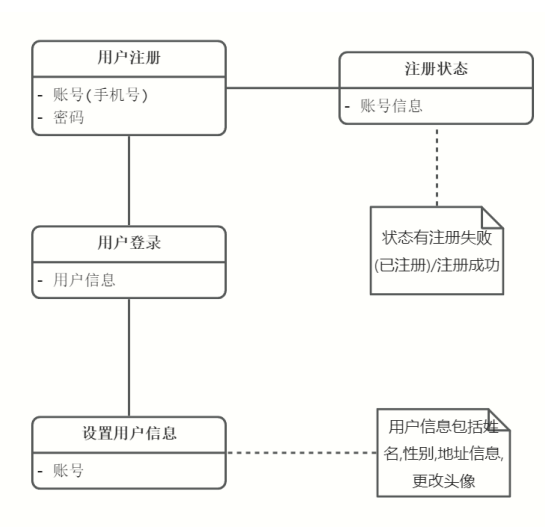 用户注册
- 账号(手机号)
- 密码
注册状态
- 账号信息
状态有注册失败
(已注册)/注册成功
用户登录
- 用户信息
设置用户信息
- 账号
用户信息包括姓
名,性别,地址信息,
更改头像